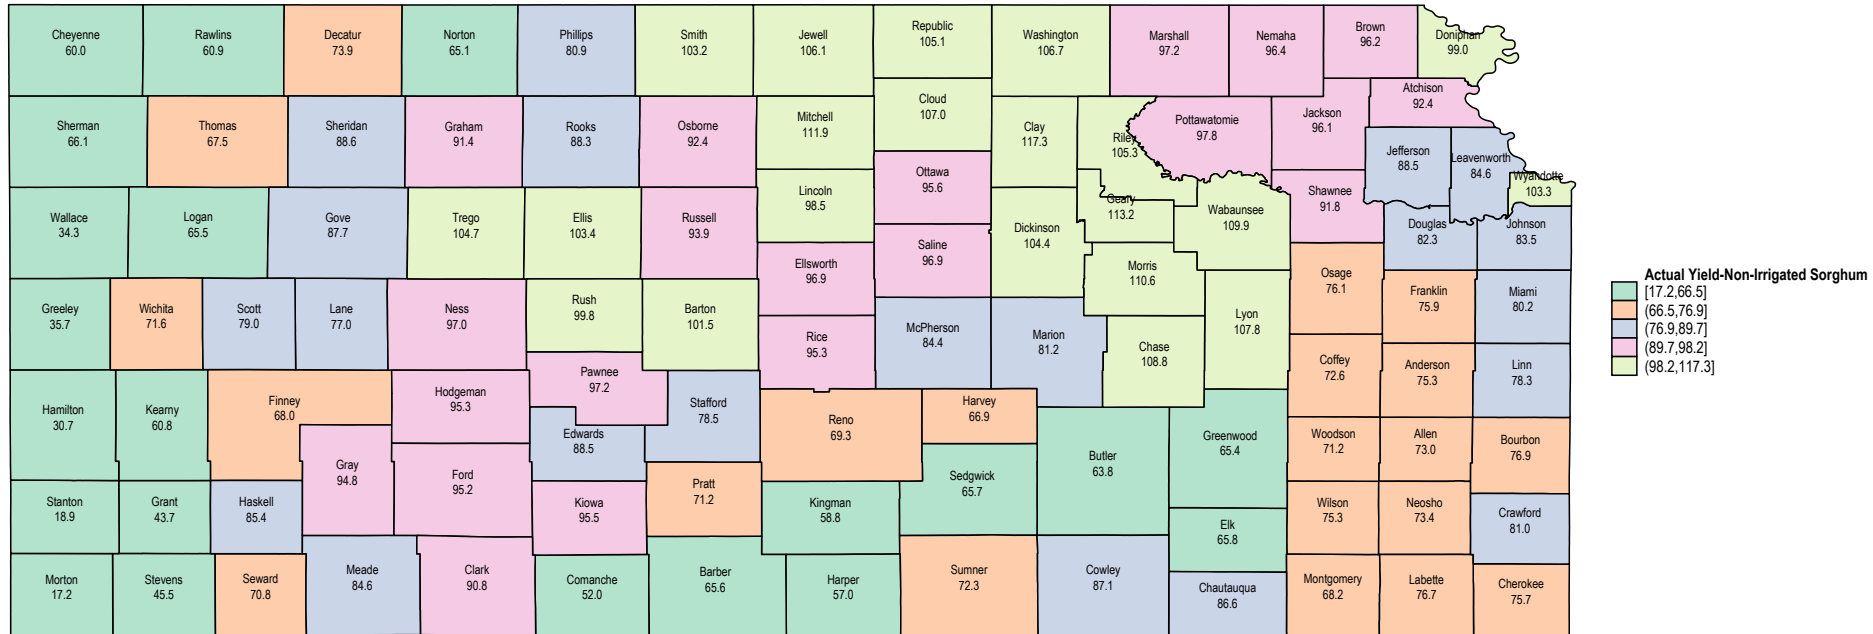 Cheyenne
60.0
Rawlins
60.9
Decatur
73.9
Norton
65.1
Phillips
80.9
Smith
103.2
Jewell
106.1
Republic
105.1
Washington
106.7
Marshall
97.2
Nemaha
96.4
Brown
96.2
Doniphan
99.0
Sherman
66.1
Thomas
67.5
Sheridan
88.6
Graham
91.4
Rooks
88.3
Osborne
92.4
Mitchell
111.9
Cloud
107.0
Clay
117.3
Riley
105.3
Pottawatomie
97.8
Jackson
96.1
Atchison
92.4
Jefferson
88.5
Leavenworth
84.6
Wyandotte
103.3
Wallace
34.3
Logan
65.5
Gove
87.7
Trego
104.7
Ellis
103.4
Russell
93.9
Lincoln
98.5
Ottawa
95.6
Saline
96.9
Dickinson
104.4
Geary
113.2
Wabaunsee
109.9
Shawnee
91.8
Douglas
82.3
Johnson
83.5
Greeley
35.7
Wichita
71.6
Scott
79.0
Lane
77.0
Ness
97.0
Rush
99.8
Barton
101.5
Ellsworth
96.9
Rice
95.3
McPherson
84.4
Marion
81.2
Morris
110.6
Chase
108.8
Lyon
107.8
Osage
76.1
Franklin
75.9
Miami
80.2
Coffey
72.6
Anderson
75.3
Linn
78.3
Hamilton
30.7
Kearny
60.8
Finney
68.0
Hodgeman
95.3
Pawnee
97.2
Stafford
78.5
Edwards
88.5
Reno
69.3
Harvey
66.9
Sedgwick
65.7
Butler
63.8
Greenwood
65.4
Woodson
71.2
Allen
73.0
Bourbon
76.9
Gray
94.8
Ford
95.2
Stanton
18.9
Grant
43.7
Haskell
85.4
Kiowa
95.5
Pratt
71.2
Kingman
58.8
Elk
65.8
Wilson
75.3
Neosho
73.4
Crawford
81.0
Morton
17.2
Stevens
45.5
Seward
70.8
Meade
84.6
Clark
90.8
Comanche
52.0
Barber
65.6
Harper
57.0
Sumner
72.3
Cowley
87.1
Chautauqua
86.6
Montgomery
68.2
Labette
76.7
Cherokee
75.7
Actual Yield-Non-Irrigated Sorghum
[17.2,66.5]
(66.5,76.9]
(76.9,89.7]
(89.7,98.2]
(98.2,117.3]